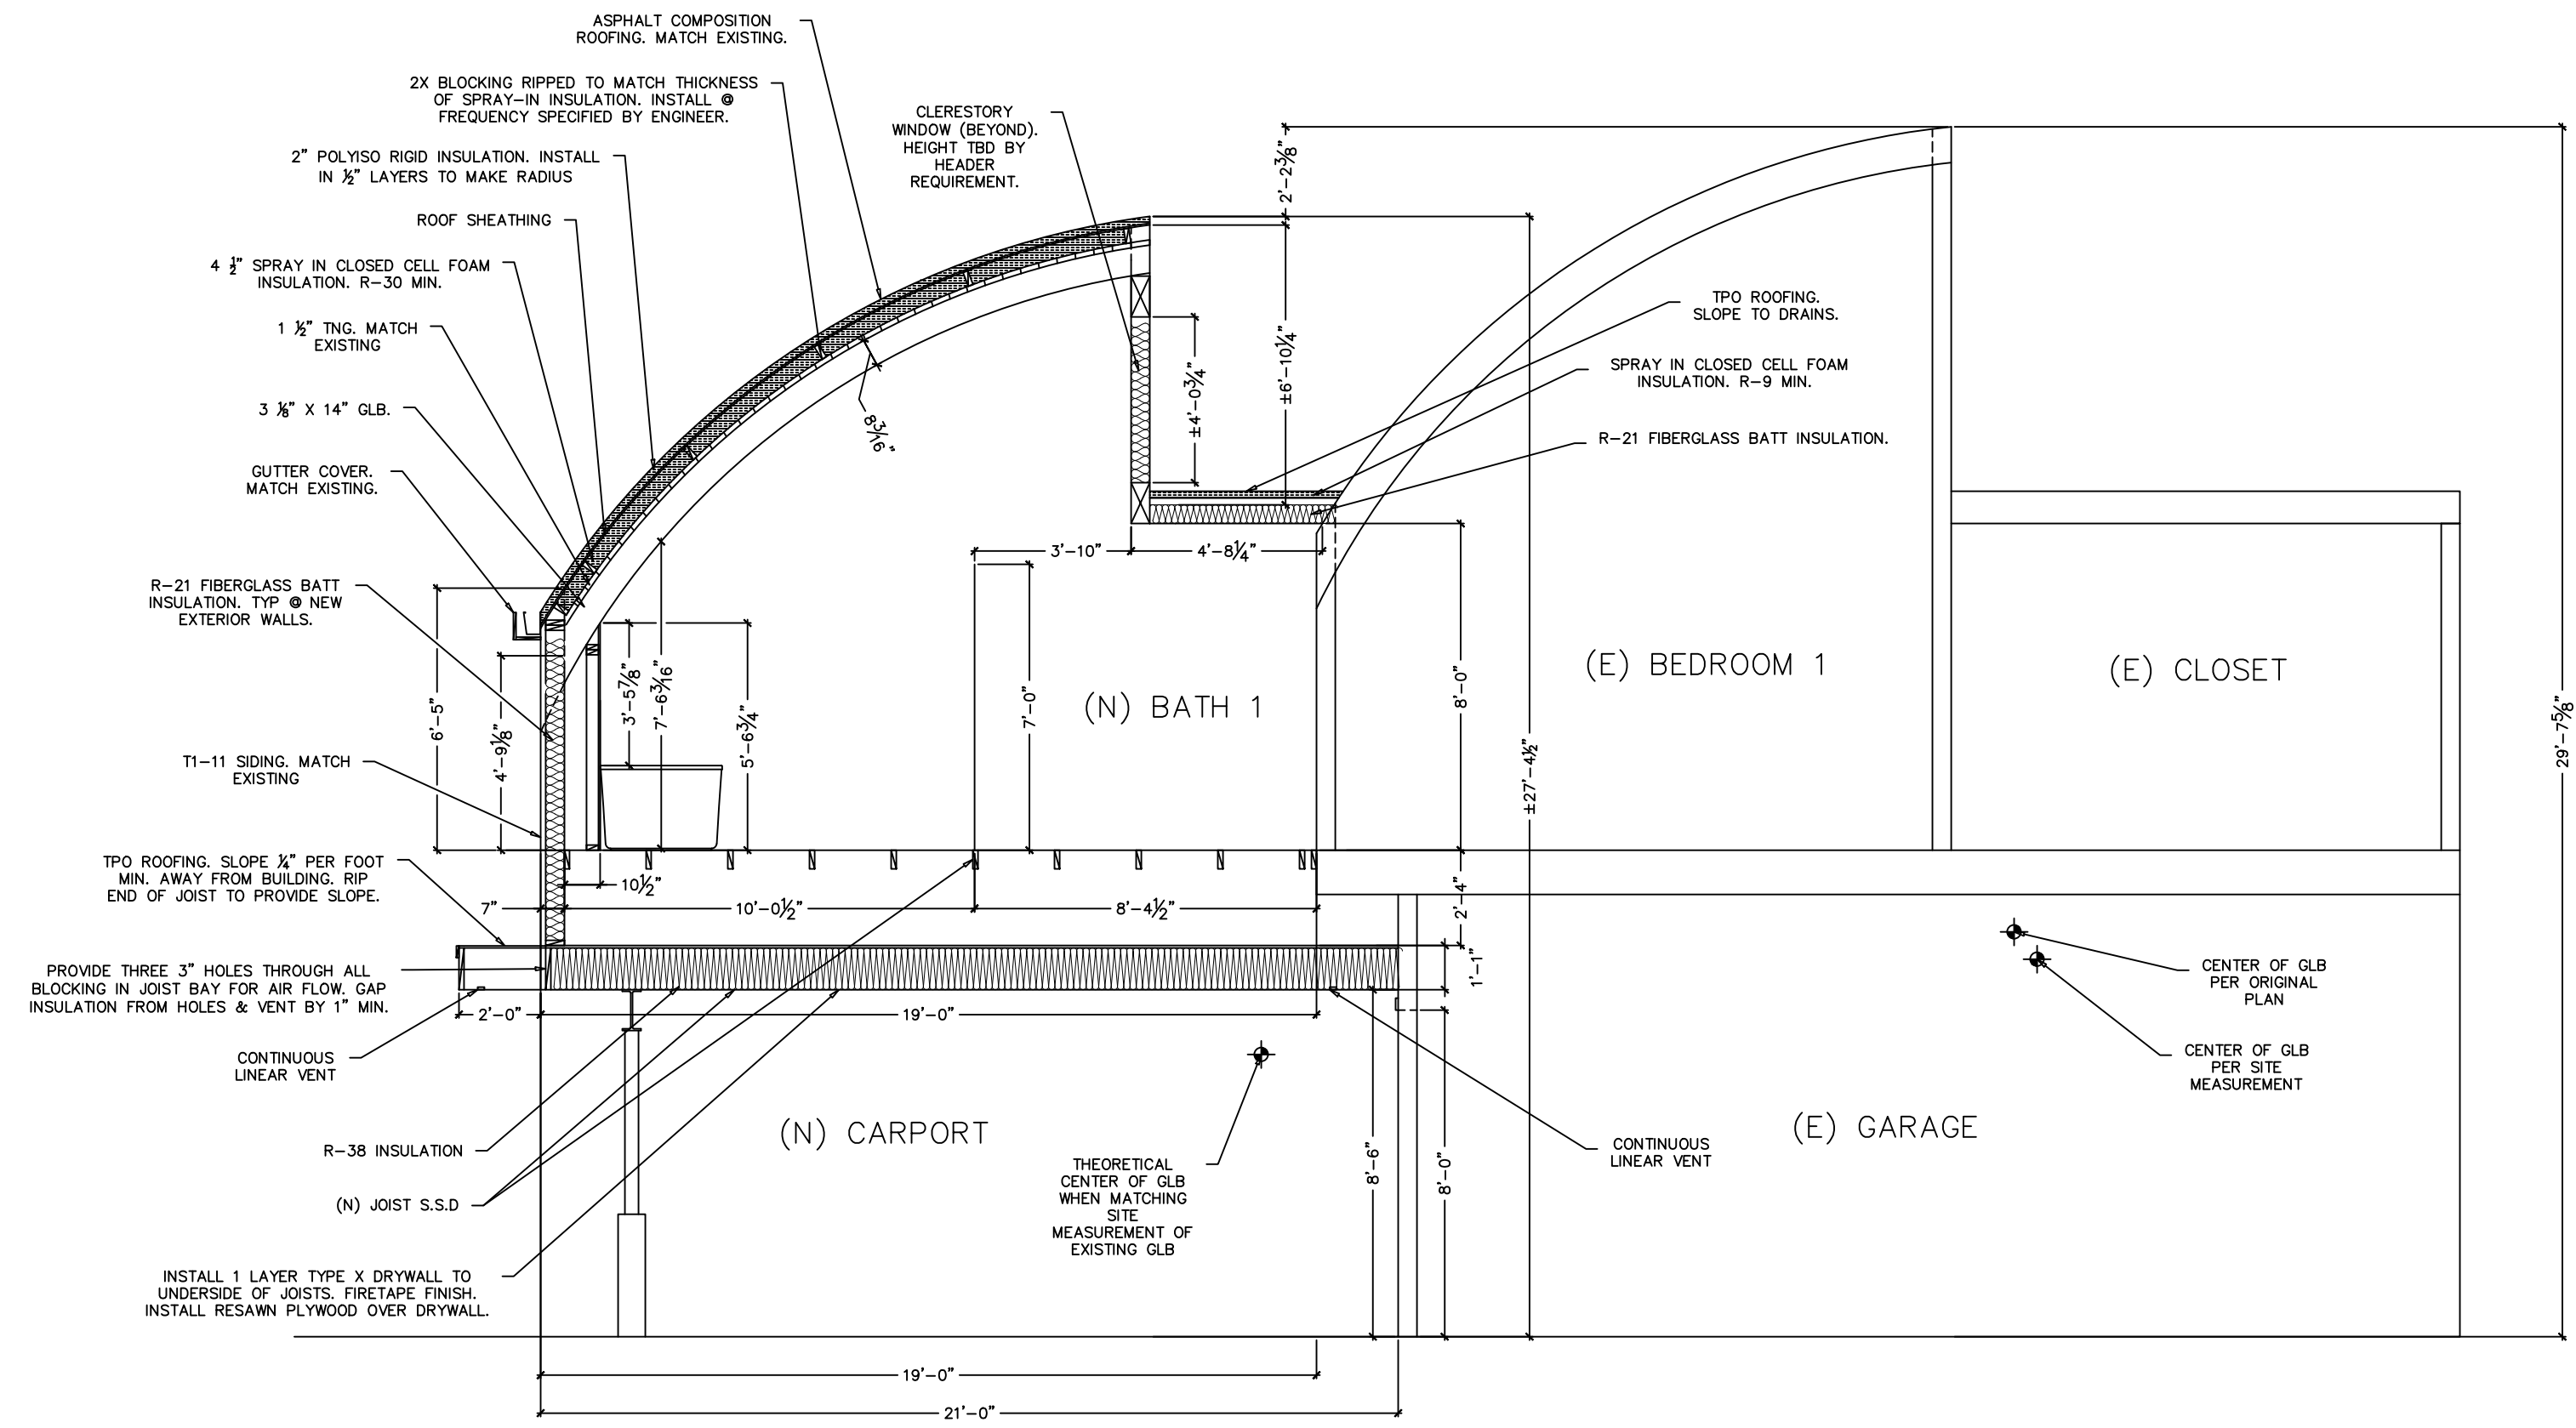 ASPHALT COMPOSITION
ROOFING. MATCH EXISTING.
2X BLOCKING RIPPED TO MATCH THICKNESS
OF SPRAY-IN INSULATION. INSTALL @
FREQUENCY SPECIFIED BY ENGINEER.
2" POLYISO RIGID INSULATION. INSTALL
IN ½" LAYERS TO MAKE RADIUS
ROOF SHEATHING
4 ½" SPRAY IN CLOSED CELL FOAM
INSULATION. R-30 MIN.
1 ½" TNG. MATCH
EXISTING
3 ⅛" X 14" GLB.
GUTTER COVER.
MATCH EXISTING.
R-21 FIBERGLASS BATT
INSULATION. TYP @ NEW
EXTERIOR WALLS.
T1-11 SIDING. MATCH
EXISTING
TPO ROOFING. SLOPE ¼" PER FOOT
MIN. AWAY FROM BUILDING. RIP
END OF JOIST TO PROVIDE SLOPE.
PROVIDE THREE 3" HOLES THROUGH ALL
BLOCKING IN JOIST BAY FOR AIR FLOW. GAP
INSULATION FROM HOLES & VENT BY 1" MIN.
CONTINUOUS
LINEAR VENT
R-38 INSULATION
(N) JOIST S.S.D
INSTALL 1 LAYER TYPE X DRYWALL TO
UNDERSIDE OF JOISTS. FIRETAPE FINISH.
INSTALL RESAWN PLYWOOD OVER DRYWALL.
CLERESTORY
WINDOW (BEYOND).
HEIGHT TBD BY
HEADER
REQUIREMENT.
TPO ROOFING.
SLOPE TO DRAINS.
SPRAY IN CLOSED CELL FOAM
INSULATION. R-9 MIN.
R-21 FIBERGLASS BATT INSULATION.
2'-2⅜"
±6'-10¼"
±4'-0¾"
8 3/16"
3'-10"
4'-8¼"
6'-5"
4'-9⅛"
3'-5⅞"
7'-6 3/16"
5'-6¾"
7'-0"
8'-0"
±27'-4½"
29'-7⅝"
(N) BATH 1
(E) BEDROOM 1
(E) CLOSET
10½"
7"
10'-0½"
8'-4½"
2'-4"
1'-1"
2'-0"
19'-0"
8'-6"
8'-0"
(N) CARPORT
(E) GARAGE
THEORETICAL
CENTER OF GLB
WHEN MATCHING
SITE
MEASUREMENT OF
EXISTING GLB
CONTINUOUS
LINEAR VENT
CENTER OF GLB
PER ORIGINAL
PLAN
CENTER OF GLB
PER SITE
MEASUREMENT
19'-0"
21'-0"